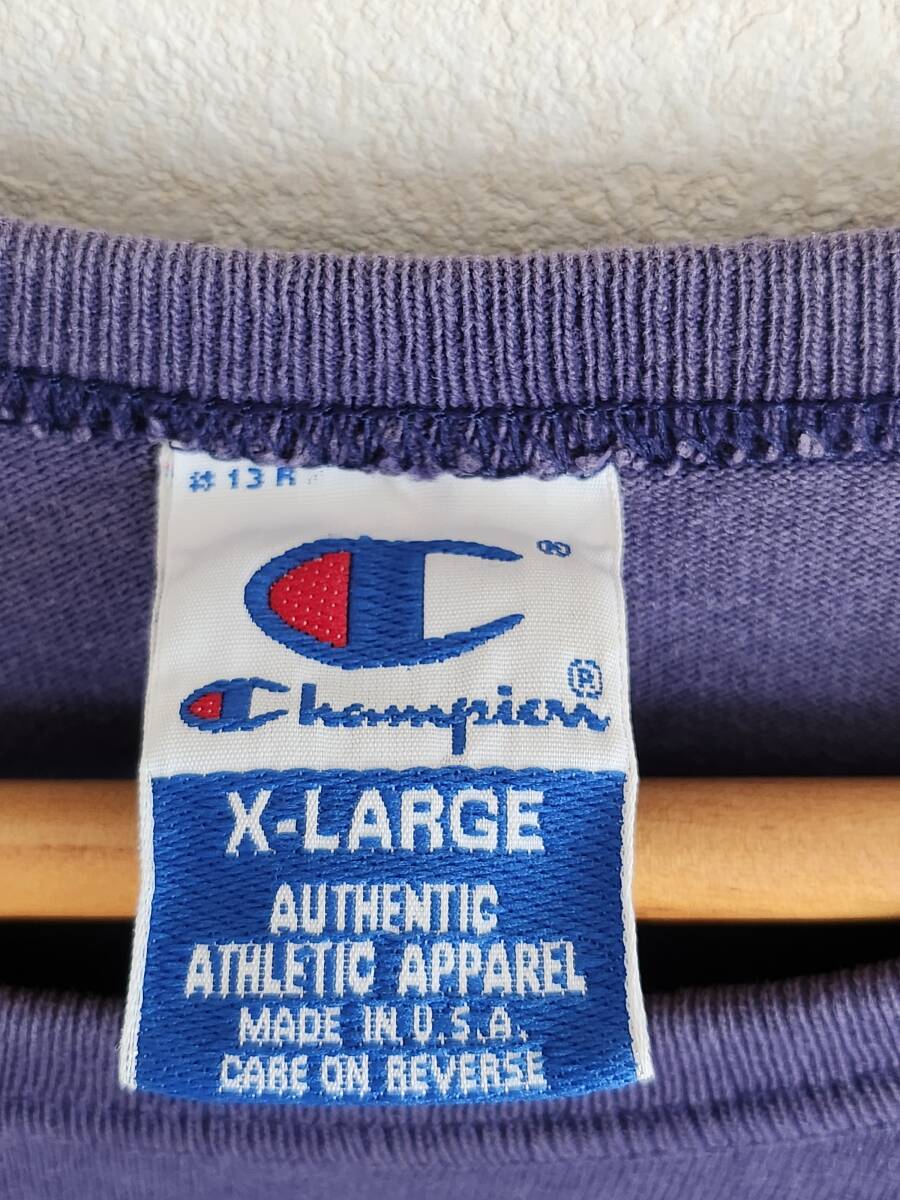 # 13 R
®
Champion®
X-LARGE
AUTHENTIC
ATHLETIC APPAREL
MADE IN U.S.A.
CARE ON REVERSE